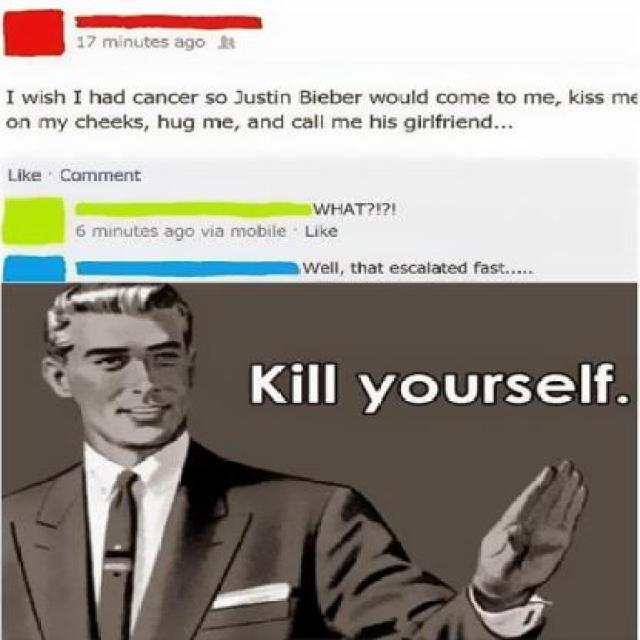 17 minutes ago
I wish I had cancer so Justin Bieber would come to me, kiss me
on my cheeks, hug me, and call me his girlfriend...
Like · Comment
WHAT?!?!
6 minutes ago via mobile · Like
Well, that escalated fast.....
Kill yourself.